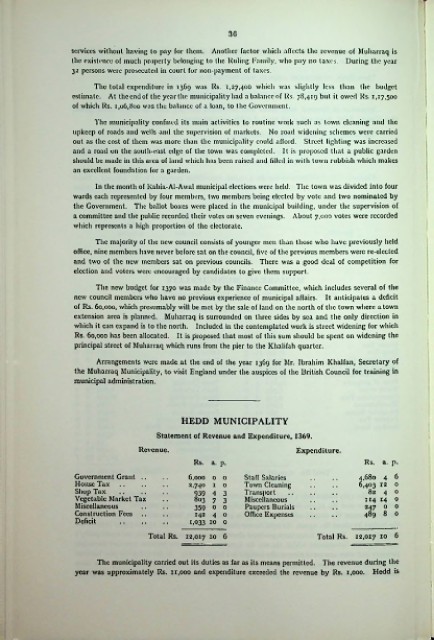 36
services without having to pay for them. Another factor which affects the revenue of Muharraq is
the existence of much property belonging to the Ruling Family, who pay no taxes. During the year
32 persons were prosecuted in court for non-payment of taxes.
The total expenditure in 1369 was Rs. 1,27,400 which was slightly less than the budget
estimate. At the end of the year the municipality had a balance of Rs. 78,419 but it owed Rs. 1,17,500
of which Rs. 1,06,800 was the balance of a loan, to the Government.
The municipality confined its main activities to routine work such as town cleaning and the
upkeep of roads and wells and the supervision of markets. No road widening schemes were carried
out as the cost of them was more than the municipality could afford. Street lighting was increased
and a road on the south-east edge of the town was completed. It is proposed that a public garden
should be made in this area of land which has been raised and filled in with town rubbish which makes
an excellent foundation for a garden.
In the month of Rabia-Al-Awal municipal elections were held. The town was divided into four
wards each represented by four members, two members being elected by vote and two nominated by
the Government. The ballot boxes were placed in the municipal building, under the supervision of
a committee and the public recorded their votes on seven evenings. About 7,000 votes were recorded
which represents a high proportion of the electorate.
The majority of the new council consists of younger men than those who have previously held
office, nine members have never before sat on the council, five of the previous members were re-elected
and two of the new members sat on previous councils. There was a good deal of competition for
election and voters were encouraged by candidates to give them support.
The new budget for 1370 was made by the Finance Committee, which includes several of the
new council members who have no previous experience of municipal affairs. It anticipates a deficit
of Rs. 60,000, which presumably will be met by the sale of land on the north of the town where a town
extension area is planned. Muharraq is surrounded on three sides by sea and the only direction in
which it can expand is to the north. Included in the contemplated work is street widening for which
Rs. 60,000 has been allocated. It is proposed that most of this sum should be spent on widening the
principal street of Muharraq which runs from the pier to the Khalifah quarter.
Arrangements were made at the end of the year 1369 for Mr. Ibrahim Khalfan, Secretary of
the Muharraq Municipality, to visit England under the auspices of the British Council for training in
municipal administration.
HEDD MUNICIPALITY
Statement of Revenue and Expenditure, 1369.
Revenue. Expenditure.
Rs. a. p. Rs. a. p.
Government Grant .. .. 6,000 0 0 Staff Salaries .. .. 4,680 4 6
House Tax .. .. .. 2,740 1 0 Town Cleaning .. .. 6,403 12 0
Shop Tax .. .. .. 939 4 3 Transport .. .. .. 82 4 0
Vegetable Market Tax .. 803 7 3 Miscellaneous .. .. 114 14 0
Miscellaneous .. .. 359 0 0 Paupers Burials .. .. 247 0 0
Construction Fees .. .. 142 4 0 Office Expenses .. .. 489 8 0
Deficit .. .. .. 1,033 10 0
Total Rs. 12,017 10 6 Total Rs. 12,017 10 6
The municipality carried out its duties so far as its means permitted. The revenue during the
year was approximately Rs. 11,000 and expenditure exceeded the revenue by Rs. 1,000. Hedd is